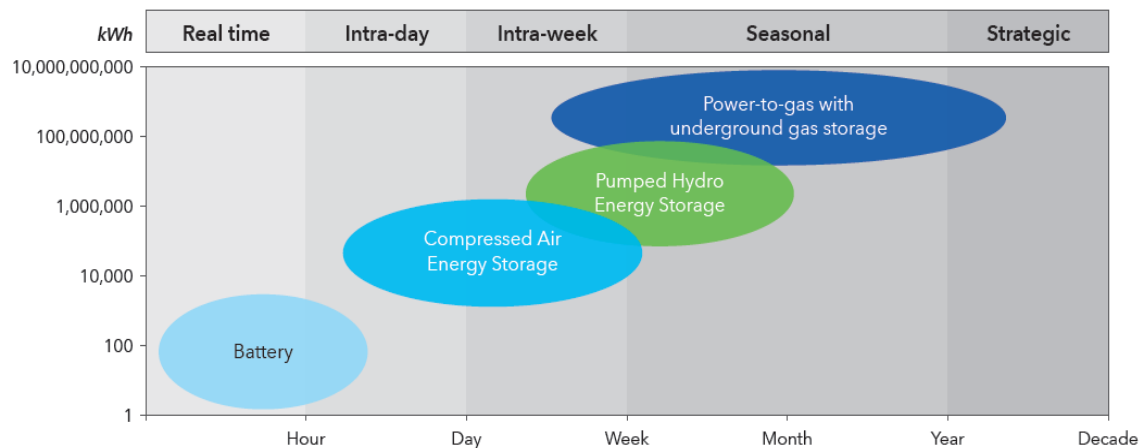 kWh Real time Intra-day Intra-week Seasonal Strategic
10,000,000,000
Power-to-gas with
underground gas storage
100,000,000
Pumped Hydro
Energy Storage
1,000,000
Compressed Air
Energy Storage
10,000
100
Battery
1
Hour Day Week Month Year Decade